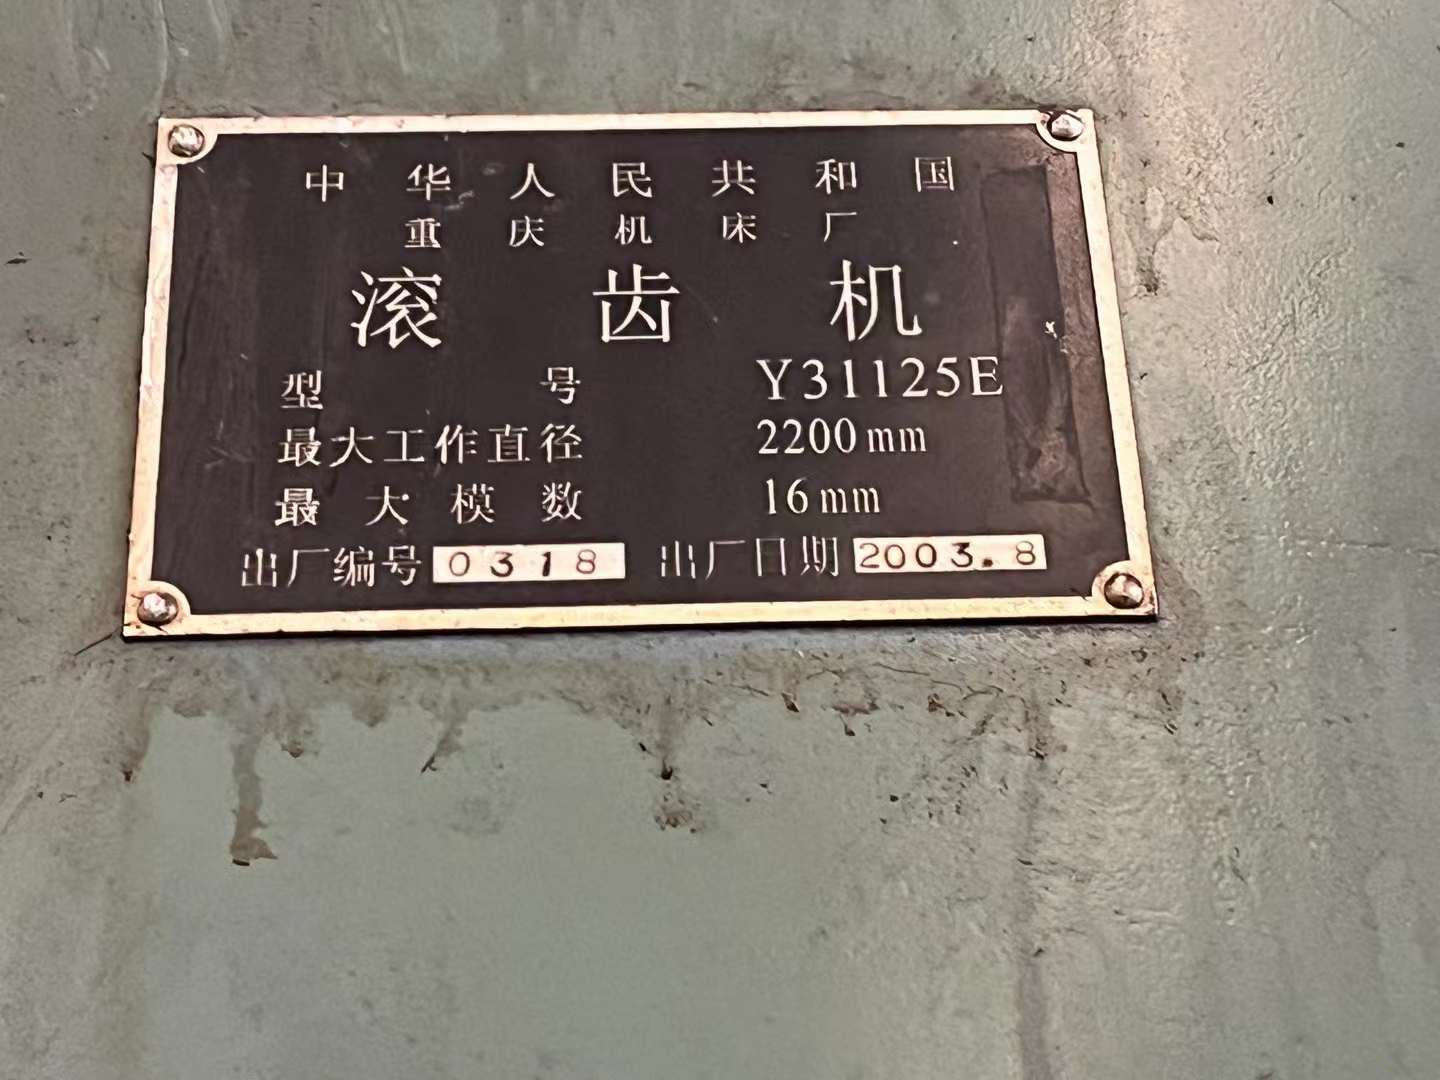 中华人民共和国
重庆机床厂
滚齿机
型号 Y31125E
最大工作直径 2200mm
最大模数 16mm
出厂编号 0318 出厂日期 2003.8